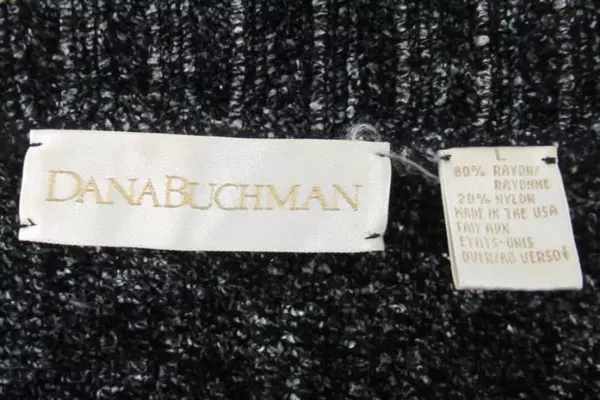 DANABUCHMAN
L
80% RAYON/
RAYONNE
20% NYLON
MADE IN THE USA
FAIT AUX
ETATS-UNIS
OVER/AU VERSO